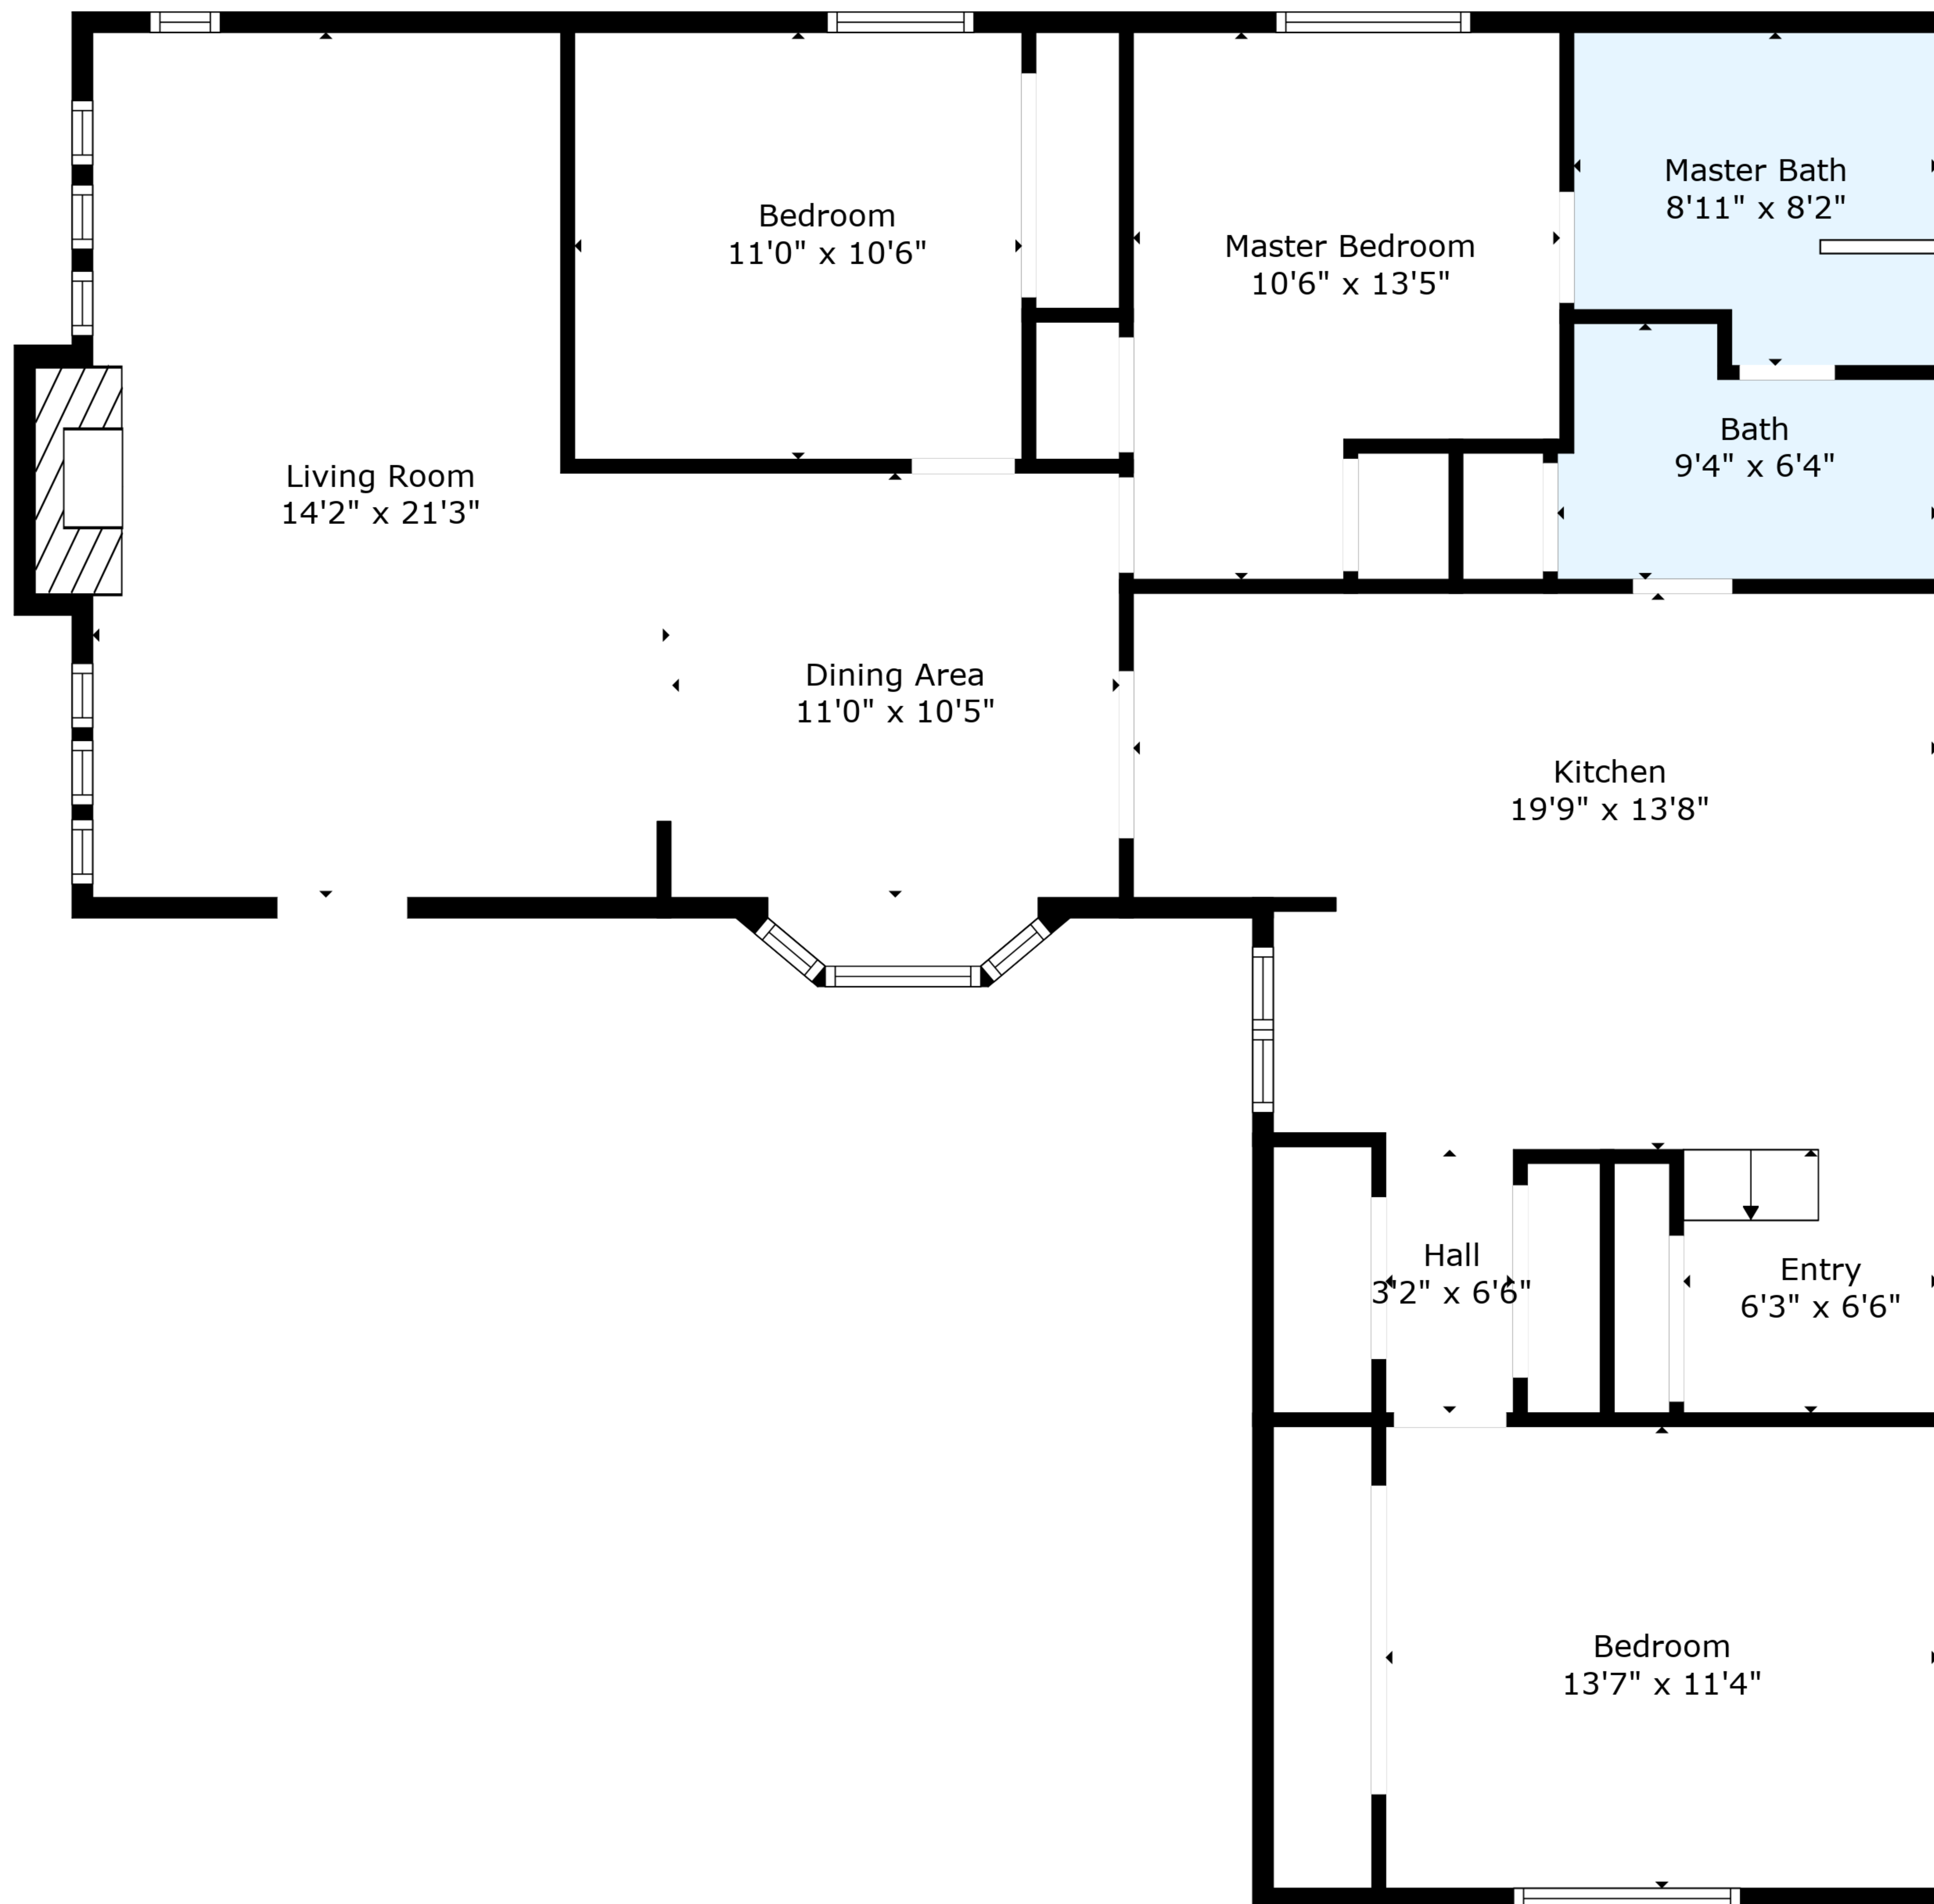 Master Bath
8'11" x 8'2"
Bedroom
11'0" x 10'6"
Master Bedroom
10'6" x 13'5"
Bath
9'4" x 6'4"
Living Room
14'2" x 21'3"
Dining Area
11'0" x 10'5"
Kitchen
19'9" x 13'8"
Hall
3'2" x 6'6"
Entry
6'3" x 6'6"
Bedroom
13'7" x 11'4"